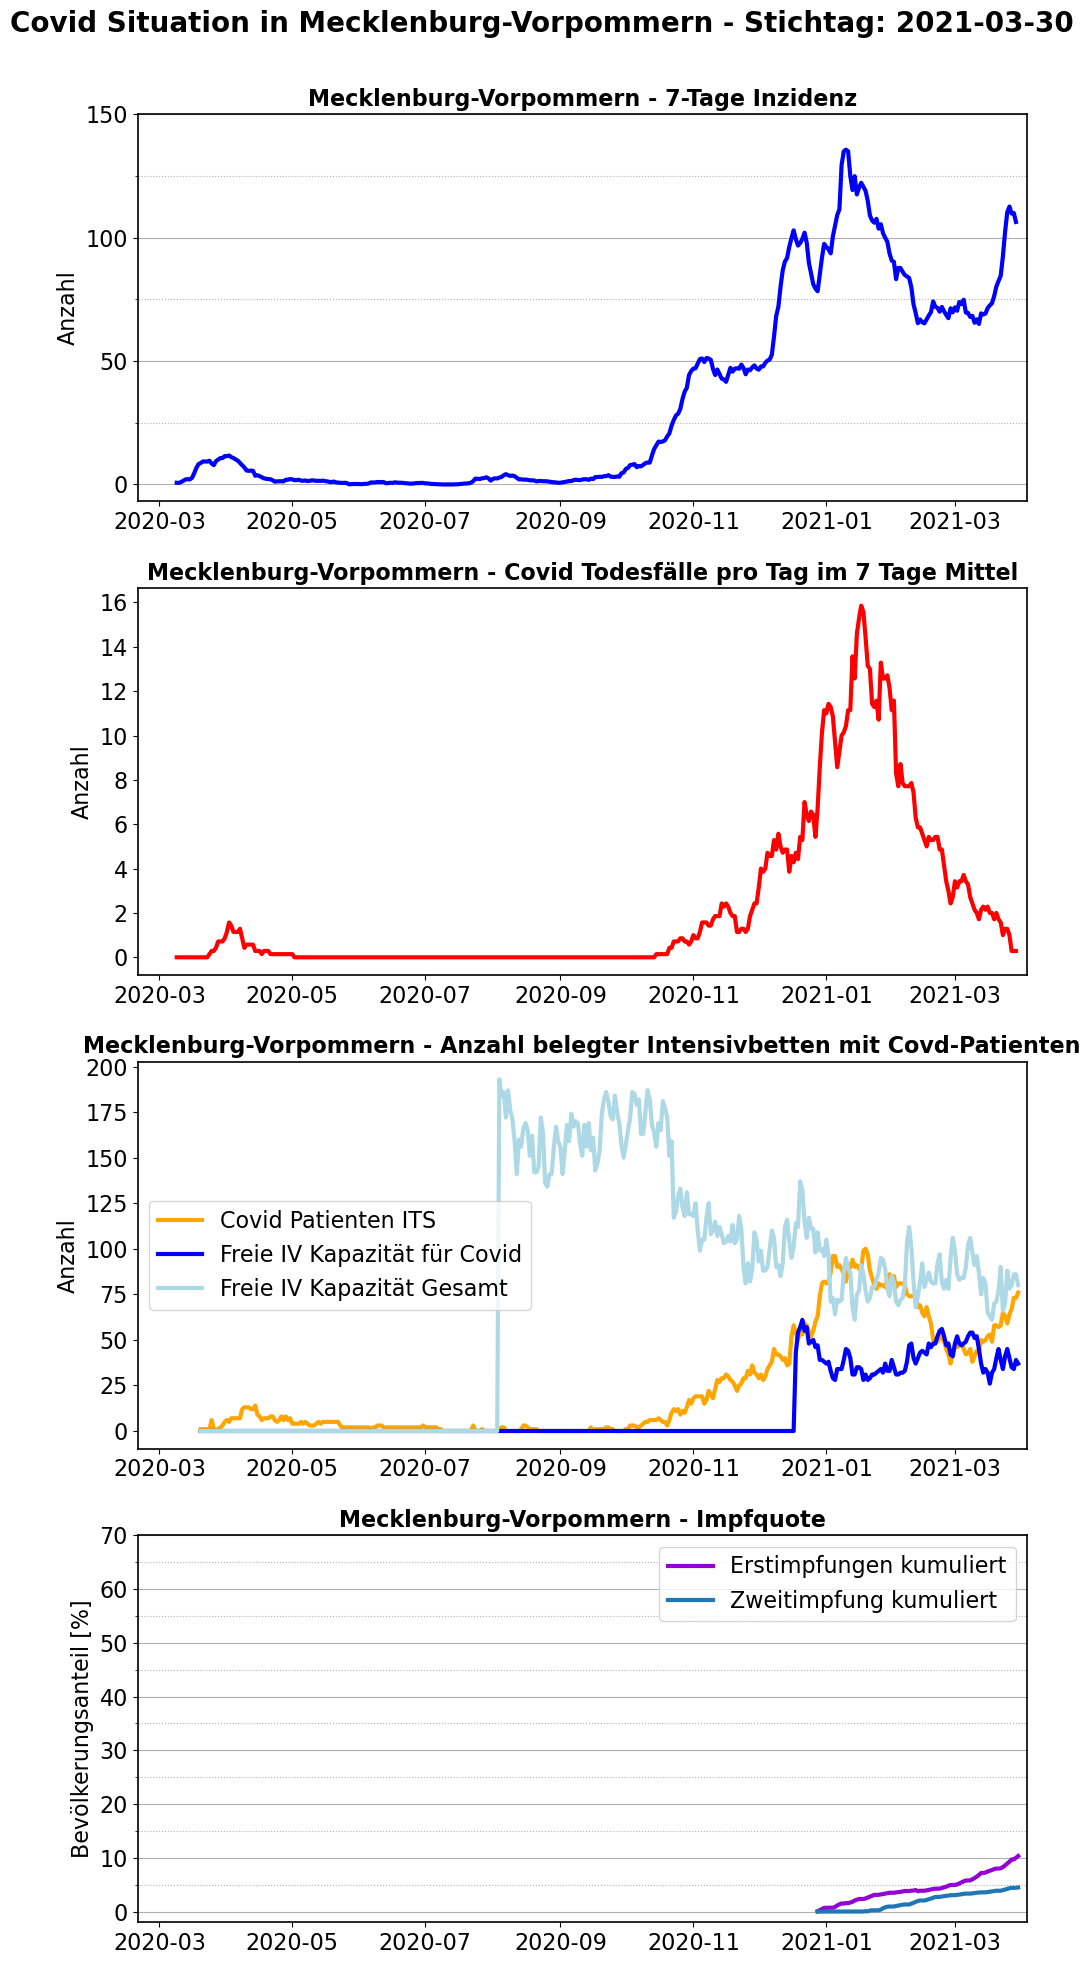 Covid Situation in Mecklenburg-Vorpommern - Stichtag: 2021-03-30
Mecklenburg-Vorpommern - 7-Tage Inzidenz
150
100
50
0
Anzahl
2020-03 2020-05 2020-07 2020-09 2020-11 2021-01 2021-03
Mecklenburg-Vorpommern - Covid Todesfälle pro Tag im 7 Tage Mittel
16
14
12
10
8
6
4
2
0
Anzahl
2020-03 2020-05 2020-07 2020-09 2020-11 2021-01 2021-03
Mecklenburg-Vorpommern - Anzahl belegter Intensivbetten mit Covd-Patienten
200
175
150
125
100
75
50
25
0
Anzahl
Covid Patienten ITS
Freie IV Kapazität für Covid
Freie IV Kapazität Gesamt
2020-03 2020-05 2020-07 2020-09 2020-11 2021-01 2021-03
Mecklenburg-Vorpommern - Impfquote
70
60
50
40
30
20
10
0
Bevölkerungsanteil [%]
Erstimpfungen kumuliert
Zweitimpfung kumuliert
2020-03 2020-05 2020-07 2020-09 2020-11 2021-01 2021-03